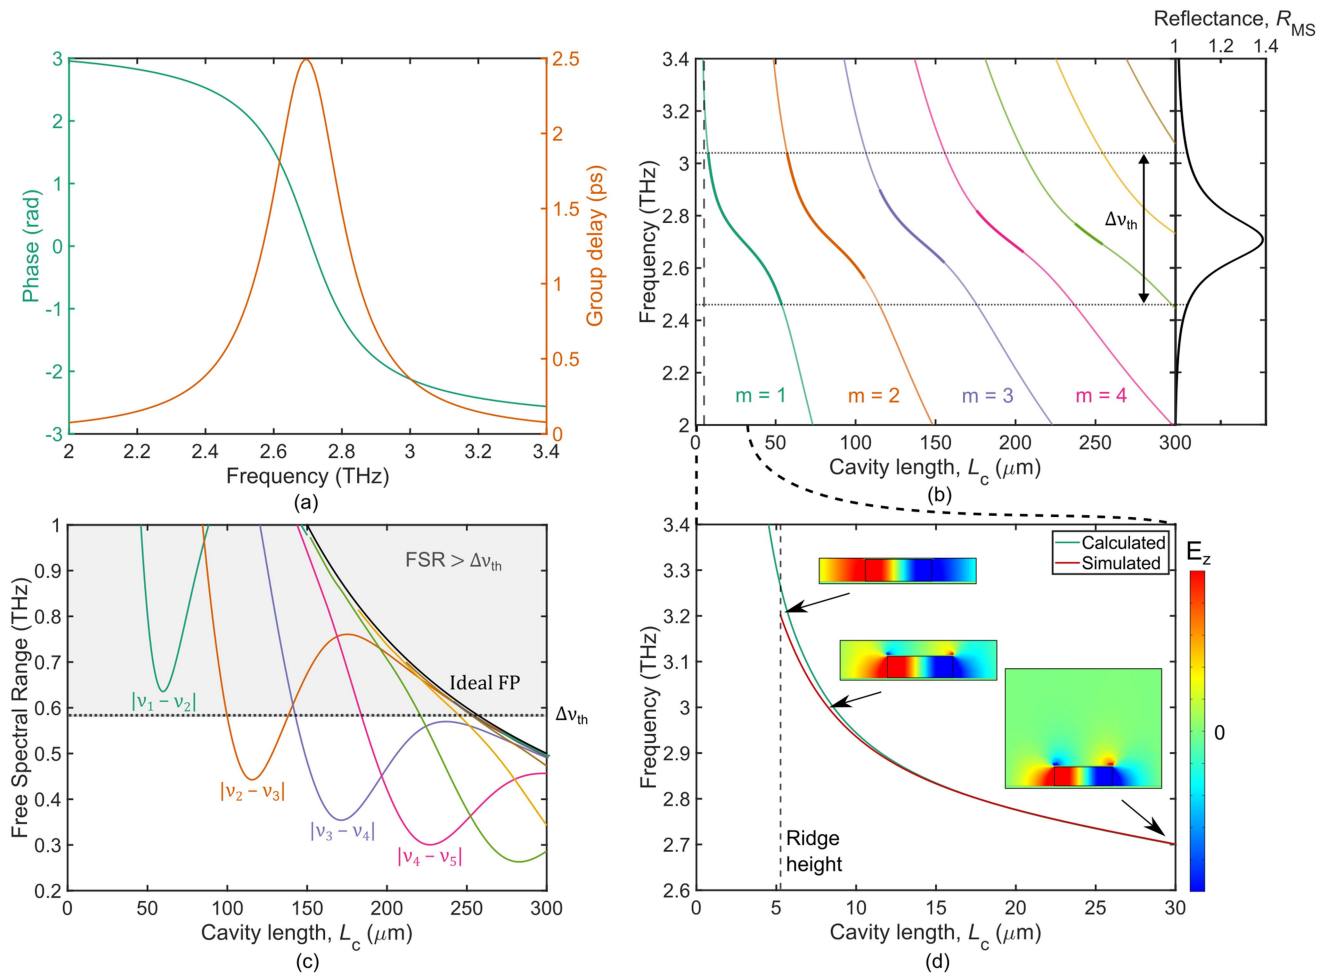 3
2
1
0
-1
-2
-3
Phase (rad)
2.5
2
1.5
1
0.5
0
Group delay (ps)
2 2.2 2.4 2.6 2.8 3 3.2 3.4
Frequency (THz)
(a)
Reflectance, R_MS
1 1.2 1.4
3.4
3.2
3
2.8
2.6
2.4
2.2
2
Frequency (THz)
Δν_th
m = 1 m = 2 m = 3 m = 4
0 50 100 150 200 250 300
Cavity length, L_c (μm)
(b)
1
0.9
0.8
0.7
0.6
0.5
0.4
0.3
0.2
Free Spectral Range (THz)
FSR > Δν_th
Ideal FP
Δν_th
|ν₁ − ν₂|
|ν₂ − ν₃|
|ν₃ − ν₄|
|ν₄ − ν₅|
0 50 100 150 200 250 300
Cavity length, L_c (μm)
(c)
3.4
3.3
3.2
3.1
3
2.9
2.8
2.7
2.6
Frequency (THz)
Calculated
Simulated
Ridge
height
E_z
0
0 5 10 15 20 25 30
Cavity length, L_c (μm)
(d)